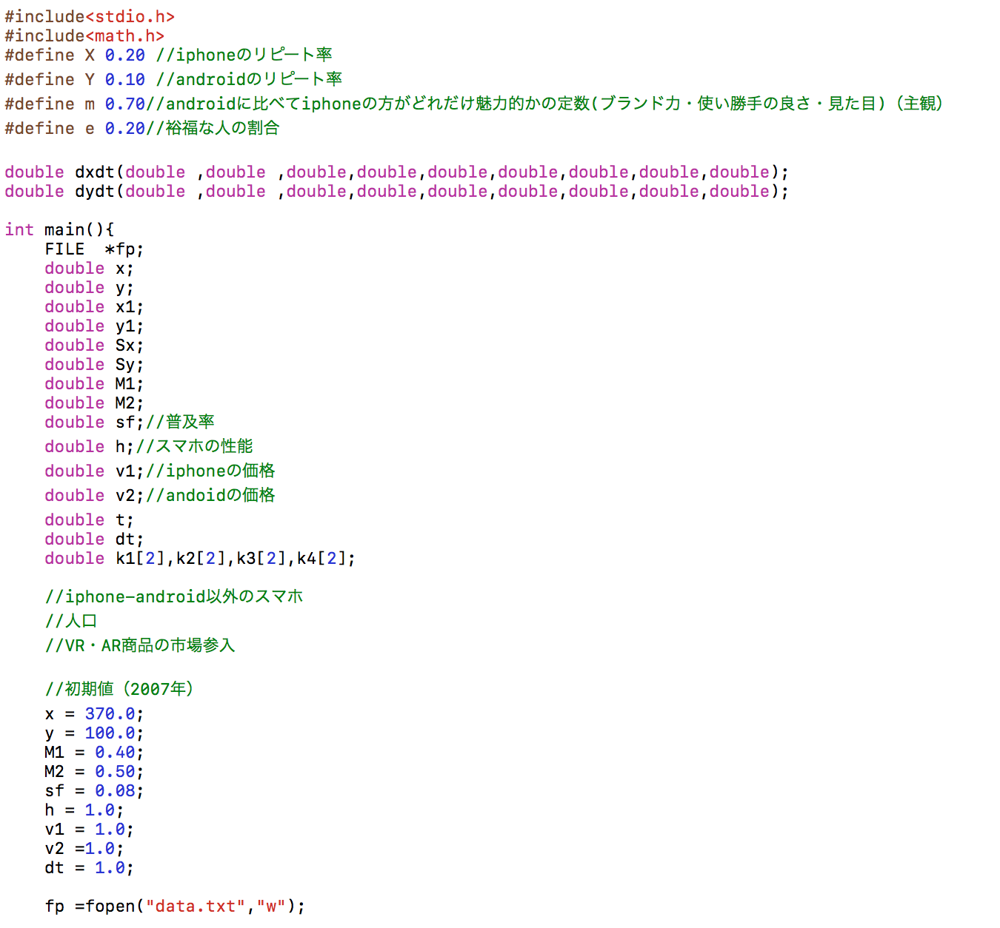 #include<stdio.h>
#include<math.h>
#define X 0.20 //iphoneのリピート率
#define Y 0.10 //androidのリピート率
#define m 0.70//androidに比べてiphoneの方がどれだけ魅力的かの定数(ブランド力・使い勝手の良さ・見た目)（主観）
#define e 0.20//裕福な人の割合
double dxdt(double ,double ,double,double,double,double,double,double,double);
double dydt(double ,double ,double,double,double,double,double,double,double);
int main(){
    FILE  *fp;
    double x;
    double y;
    double x1;
    double y1;
    double Sx;
    double Sy;
    double M1;
    double M2;
    double sf;//普及率
    double h;//スマホの性能
    double v1;//iphoneの価格
    double v2;//andoidの価格
    double t;
    double dt;
    double k1[2],k2[2],k3[2],k4[2];
    //iphone-android以外のスマホ
    //人口
    //VR・AR商品の市場参入
    //初期値（2007年）
    x = 370.0;
    y = 100.0;
    M1 = 0.40;
    M2 = 0.50;
    sf = 0.08;
    h = 1.0;
    v1 = 1.0;
    v2 =1.0;
    dt = 1.0;
    fp =fopen("data.txt","w");